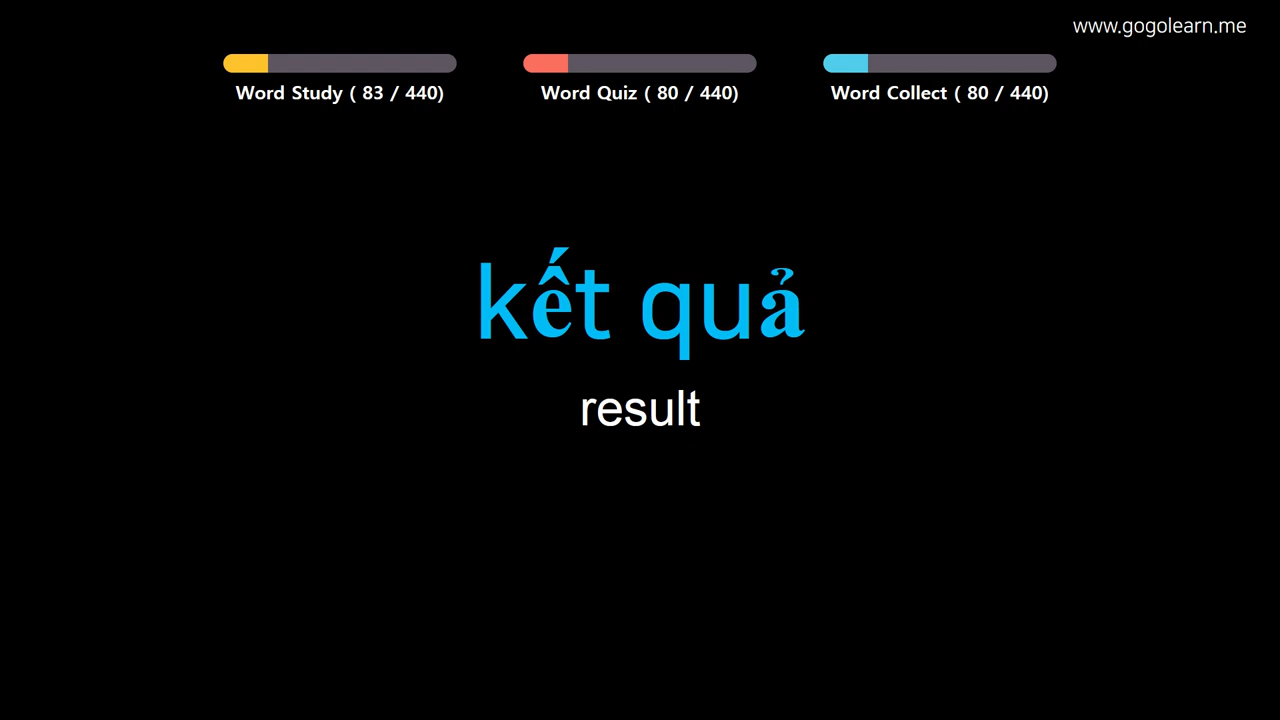 www.gogolearn.me
Word Study ( 83 / 440)
Word Quiz ( 80 / 440)
Word Collect ( 80 / 440)
kết quả
result